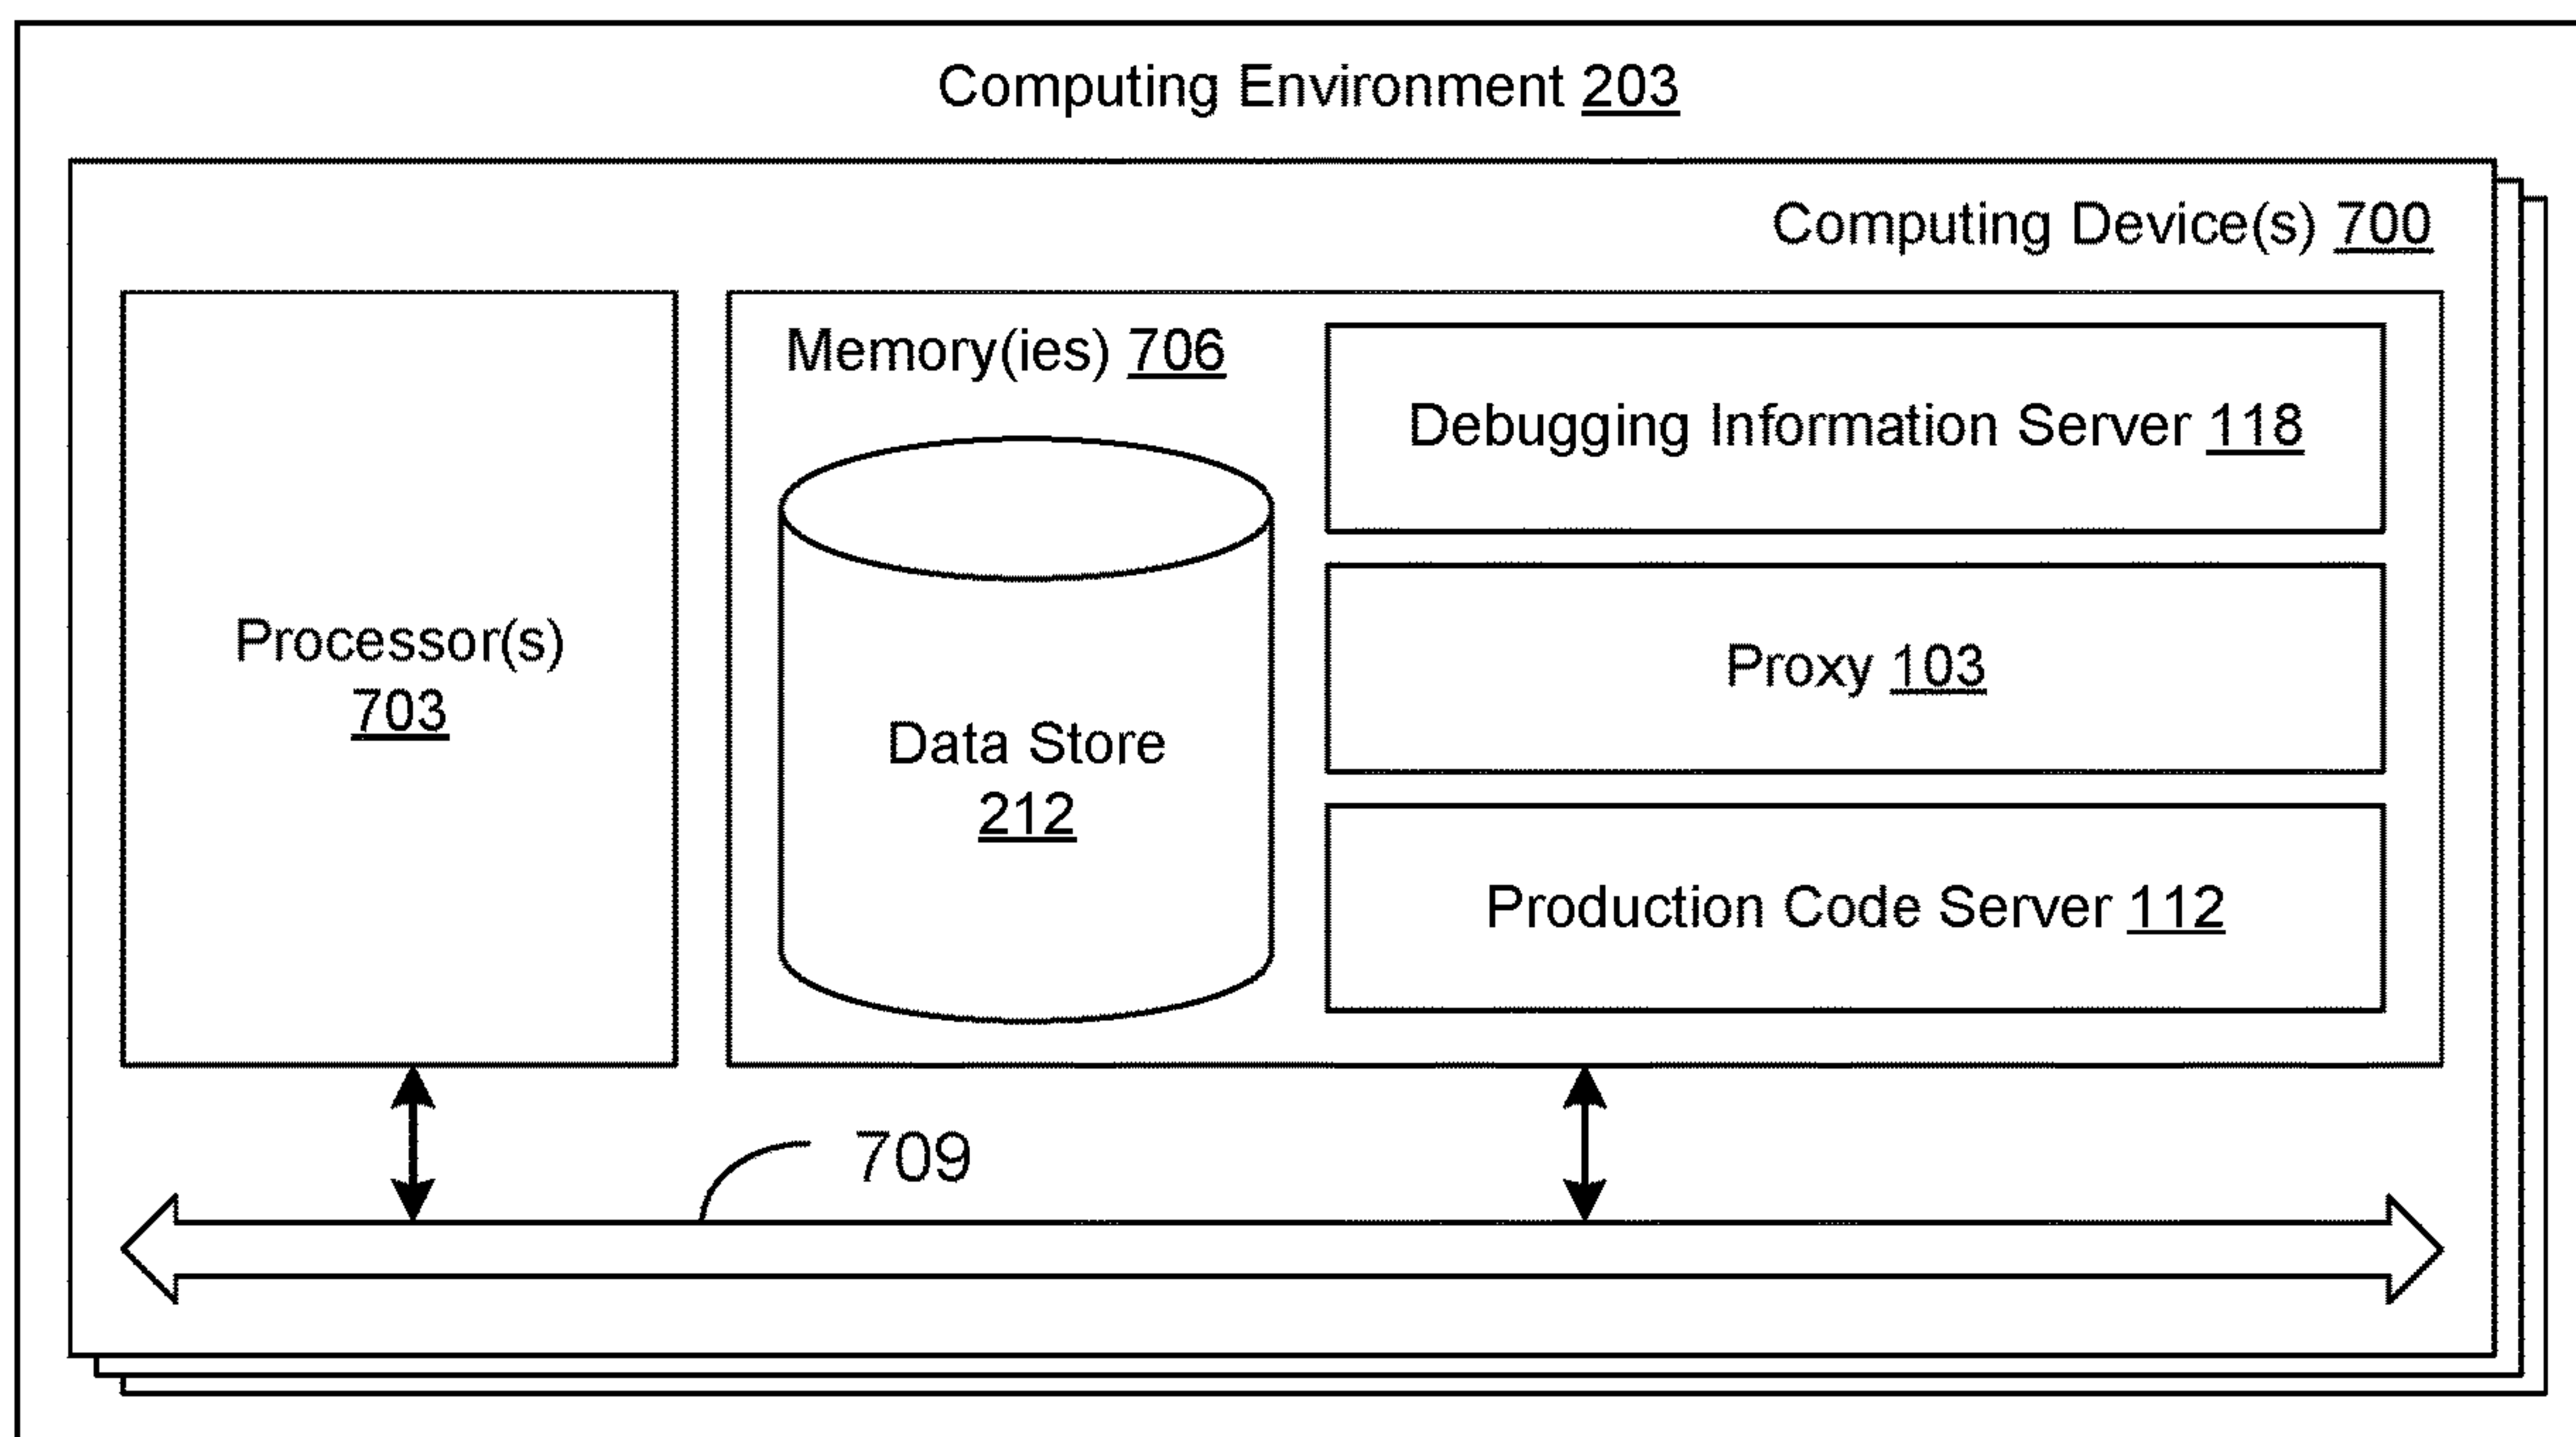 Computing Environment 203
Computing Device(s) 700
Processor(s)
703
Memory(ies) 706
Data Store
212
Debugging Information Server 118
Proxy 103
Production Code Server 112
709